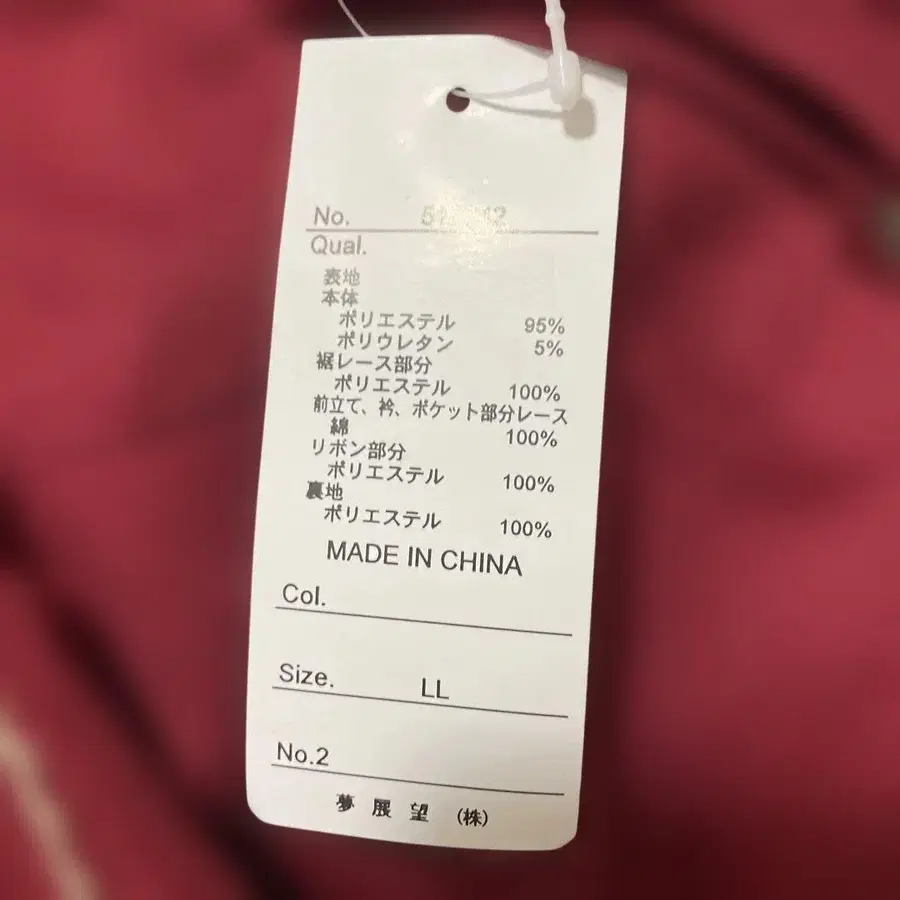 No.
Qual.
表地
本体
ポリエステル 95%
ポリウレタン 5%
裾レース部分
ポリエステル 100%
前立て、衿、ポケット部分レース
綿 100%
リボン部分
ポリエステル 100%
裏地
ポリエステル 100%
MADE IN CHINA
Col.
Size. LL
No.2
夢 展 望 (株)